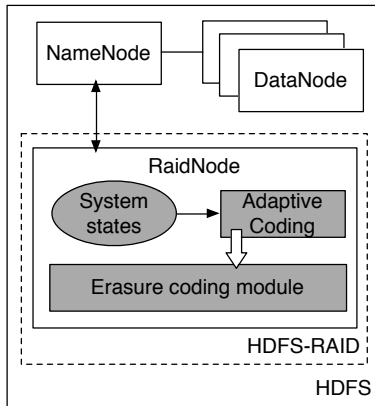 NameNode
DataNode
RaidNode
System
states
Adaptive
Coding
Erasure coding module
HDFS-RAID
HDFS